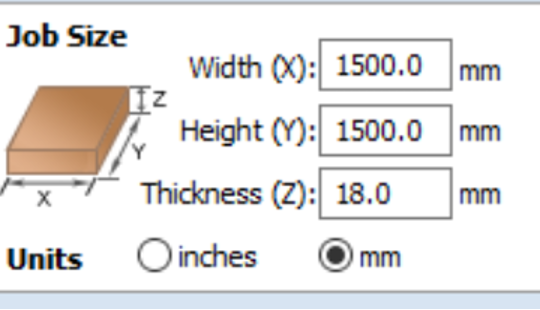 Job Size
Width (X): 1500.0 mm
Z
Height (Y): 1500.0 mm
Y
Thickness (Z): 18.0 mm
X
Units inches mm